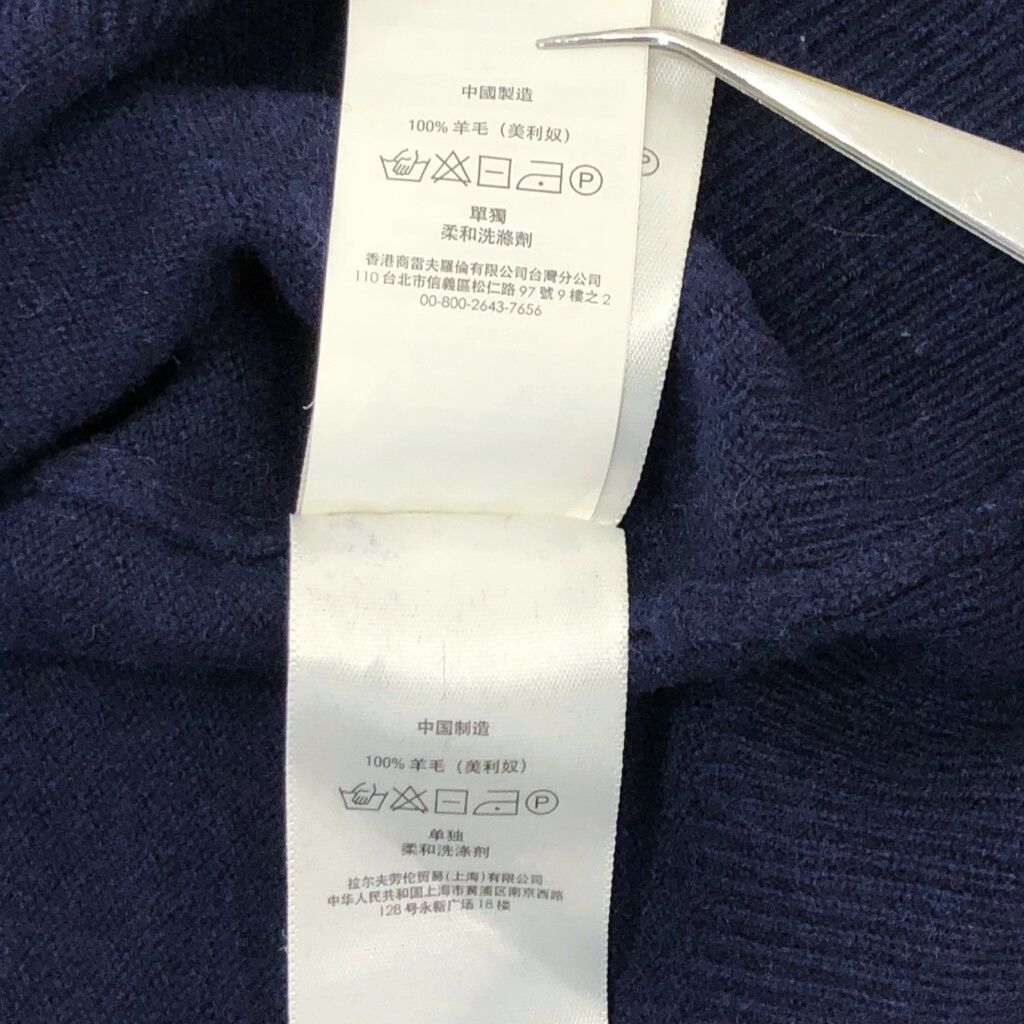 中國製造
100% 羊毛（美利奴）
P
P
單獨
柔和洗滌劑
香港商雷夫羅倫有限公司台灣分公司
110 台北市信義區松仁路 97 號 9 樓之 2
00-800-2643-7656
中国制造
100% 羊毛（美利奴）
P
单独
柔和洗涤剂
拉尔夫劳伦贸易(上海)有限公司
中华人民共和国上海市黄浦区南京西路
128 号永新广场 18 楼